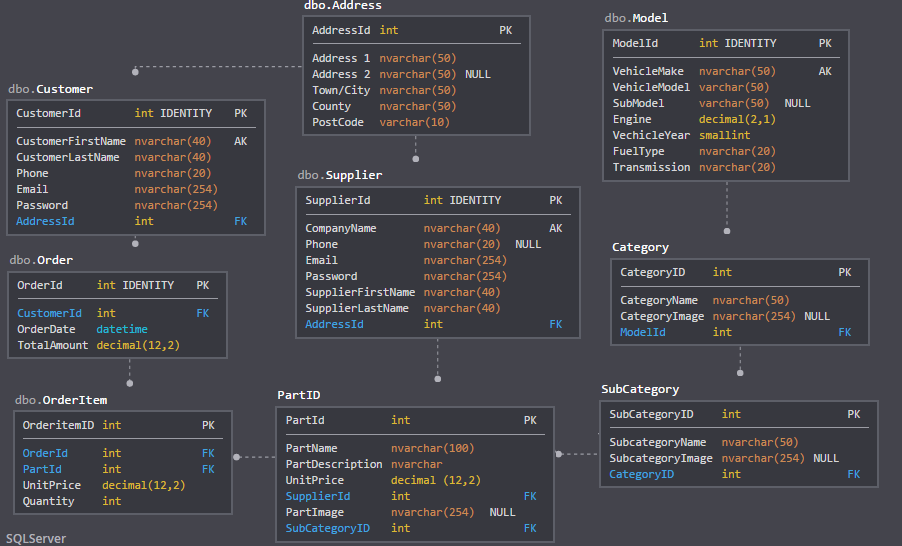 dbo.Address
AddressId int PK
Address 1 nvarchar(50)
Address 2 nvarchar(50) NULL
Town/City nvarchar(50)
County nvarchar(50)
PostCode varchar(10)
dbo.Model
ModelId int IDENTITY PK
VehicleMake nvarchar(50) AK
VehicleModel varchar(50)
SubModel varchar(50) NULL
Engine decimal(2,1)
VechicleYear smallint
FuelType nvarchar(20)
Transmission nvarchar(20)
dbo.Customer
CustomerId int IDENTITY PK
CustomerFirstName nvarchar(40) AK
CustomerLastName nvarchar(40)
Phone nvarchar(20)
Email nvarchar(254)
Password nvarchar(254)
AddressId int FK
dbo.Supplier
SupplierId int IDENTITY PK
CompanyName nvarchar(40) AK
Phone nvarchar(20) NULL
Email nvarchar(254)
Password nvarchar(254)
SupplierFirstName nvarchar(40)
SupplierLastName nvarchar(40)
AddressId int FK
Category
CategoryID int PK
CategoryName nvarchar(50)
CategoryImage nvarchar(254) NULL
ModelId int FK
dbo.Order
OrderId int IDENTITY PK
CustomerId int FK
OrderDate datetime
TotalAmount decimal(12,2)
dbo.OrderItem
OrderitemID int PK
OrderId int FK
PartId int FK
UnitPrice decimal(12,2)
Quantity int
PartID
PartId int PK
PartName nvarchar(100)
PartDescription nvarchar
UnitPrice decimal (12,2)
SupplierId int FK
PartImage nvarchar(254) NULL
SubCategoryID int FK
SubCategory
SubCategoryID int PK
SubcategoryName nvarchar(50)
SubcategoryImage nvarchar(254) NULL
CategoryID int FK
SQLServer